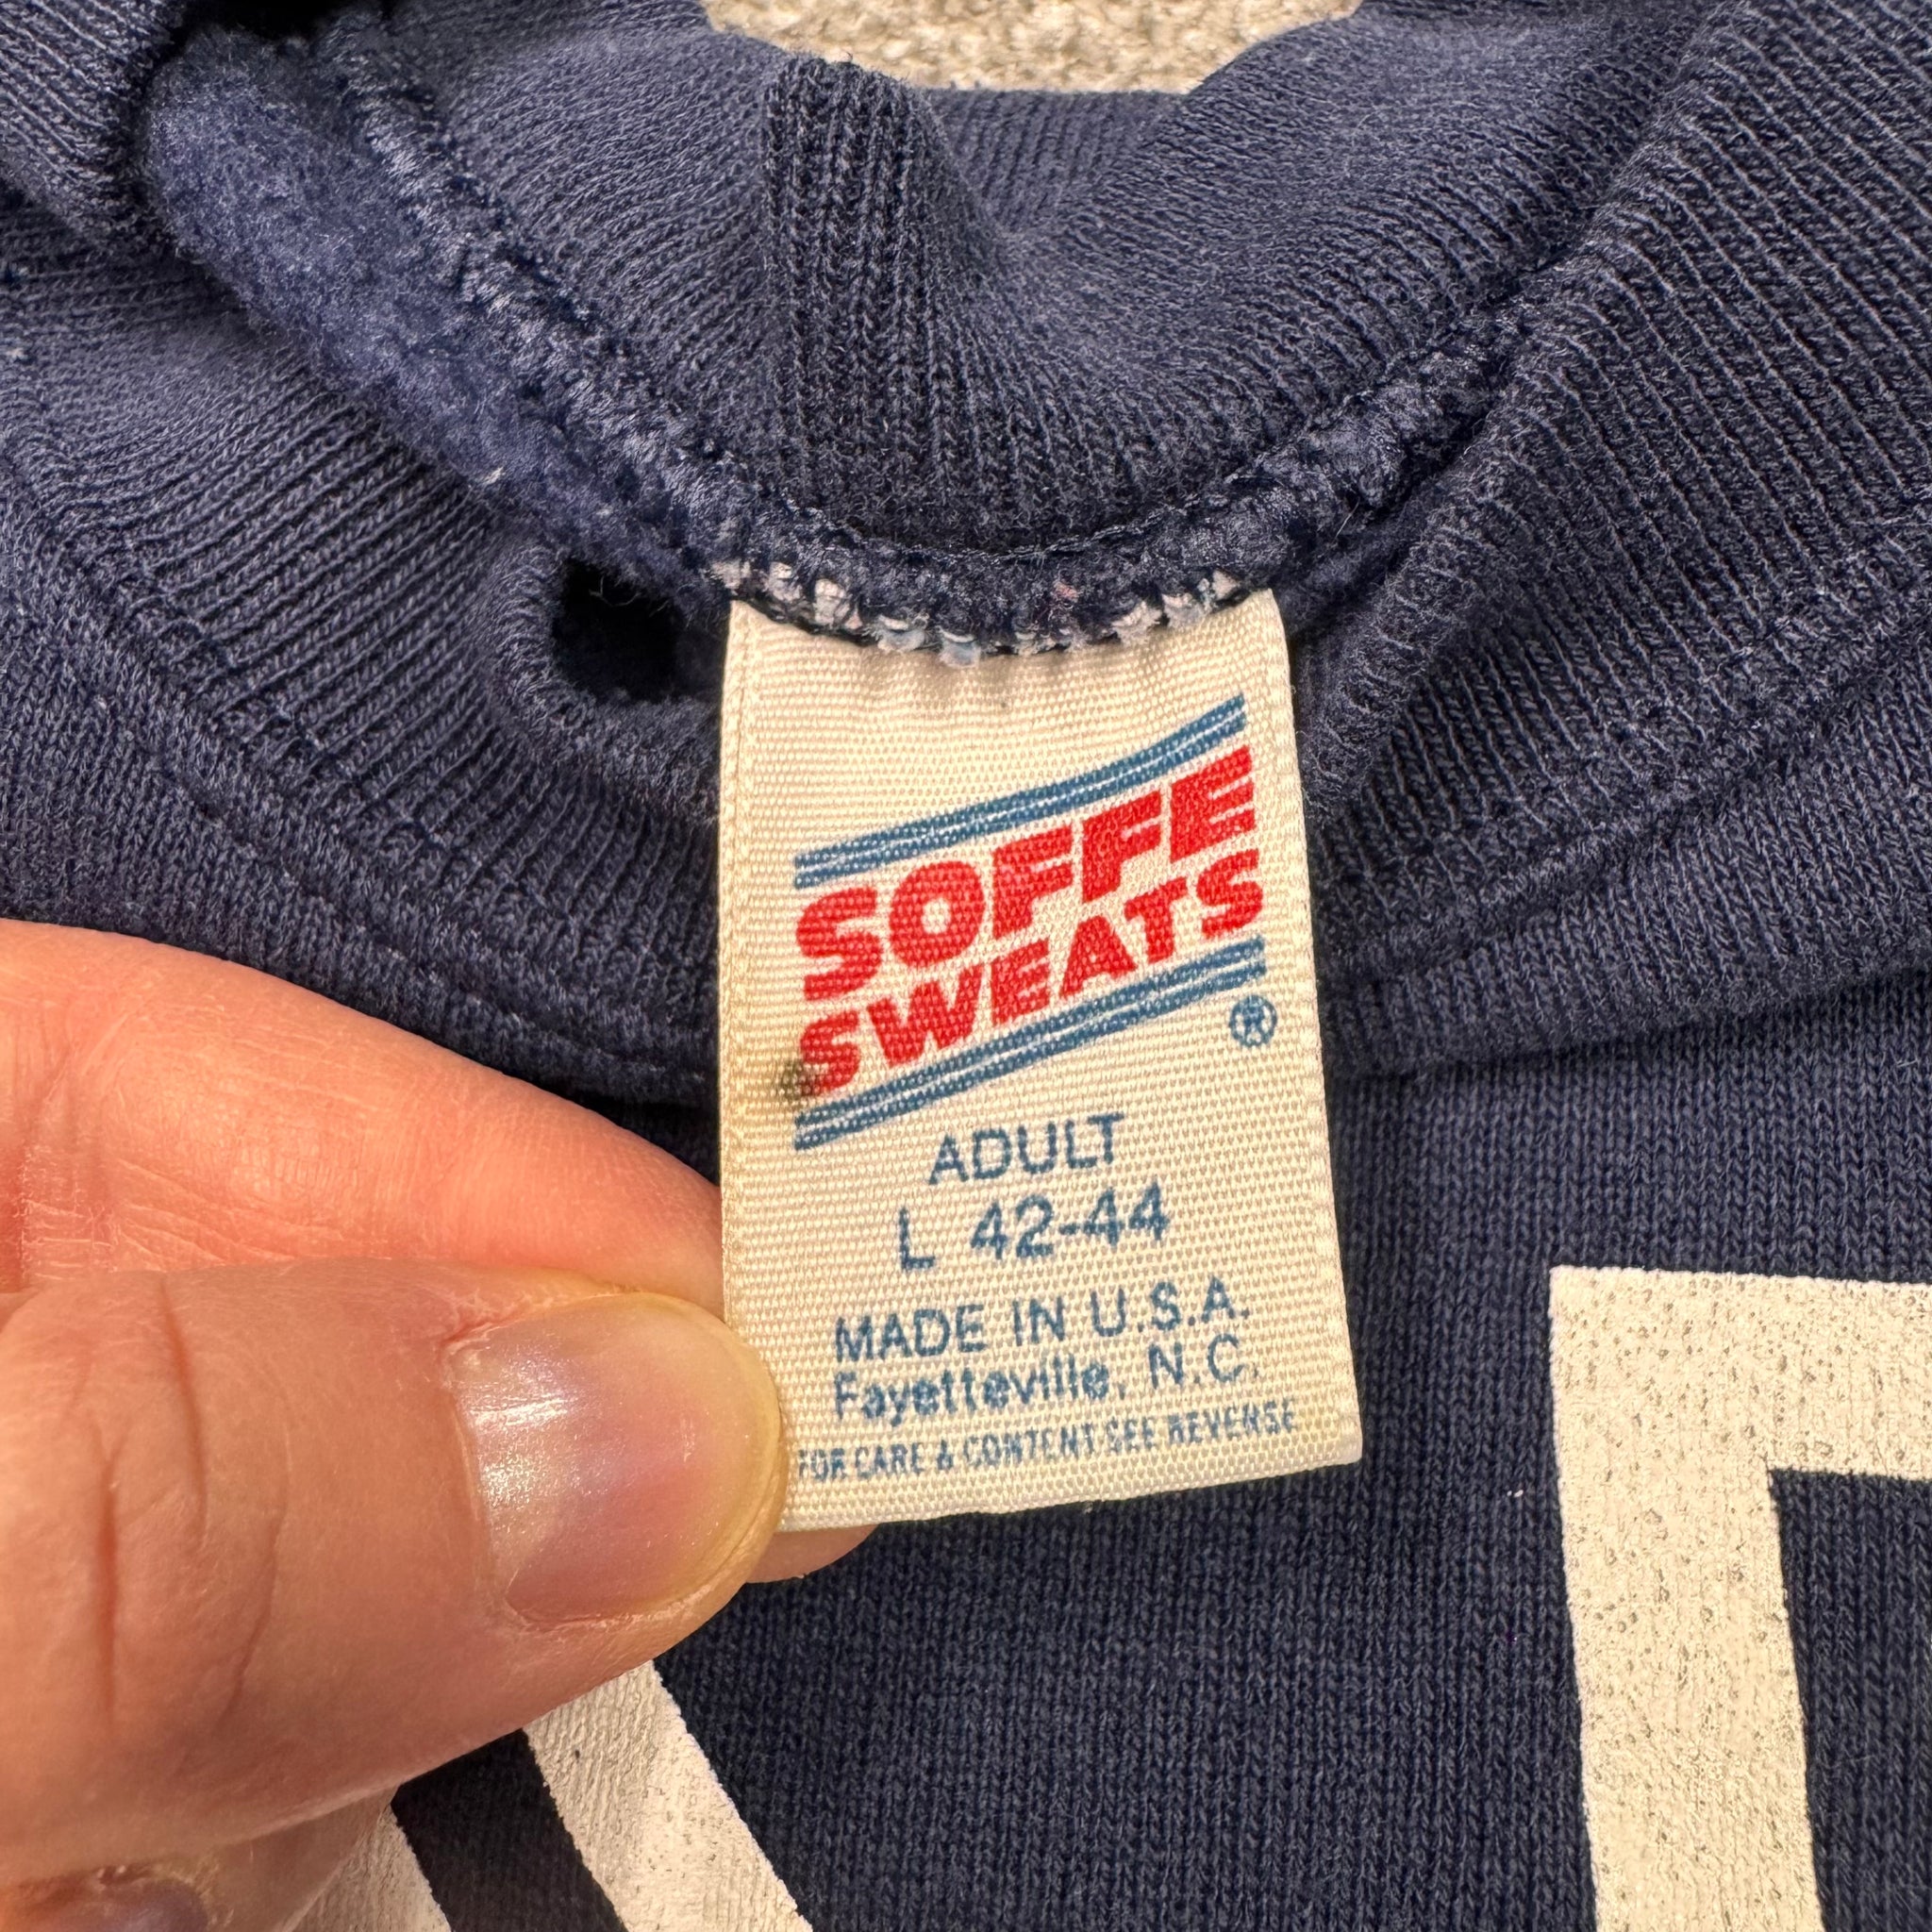 SOFFE
SWEATS
®
ADULT
L 42-44
MADE IN U.S.A.
Fayetteville, N.C.
FOR CARE & CONTENT SEE REVERSE